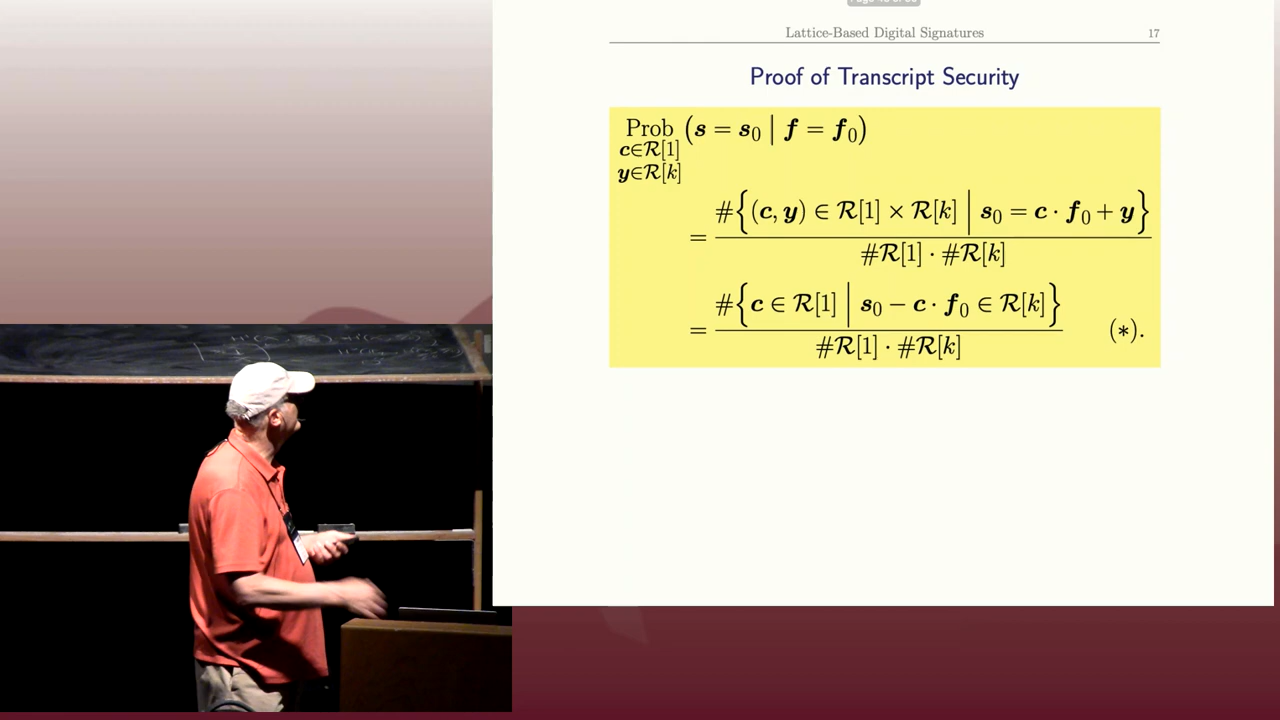 Lattice-Based Digital Signatures 17
Proof of Transcript Security
Prob (s = s₀ | f = f₀)
c∈R[1]
y∈R[k]
= #{(c, y) ∈ R[1] × R[k] | s₀ = c · f₀ + y}
#R[1] · #R[k]
= #{c ∈ R[1] | s₀ − c · f₀ ∈ R[k]} (∗).
#R[1] · #R[k]